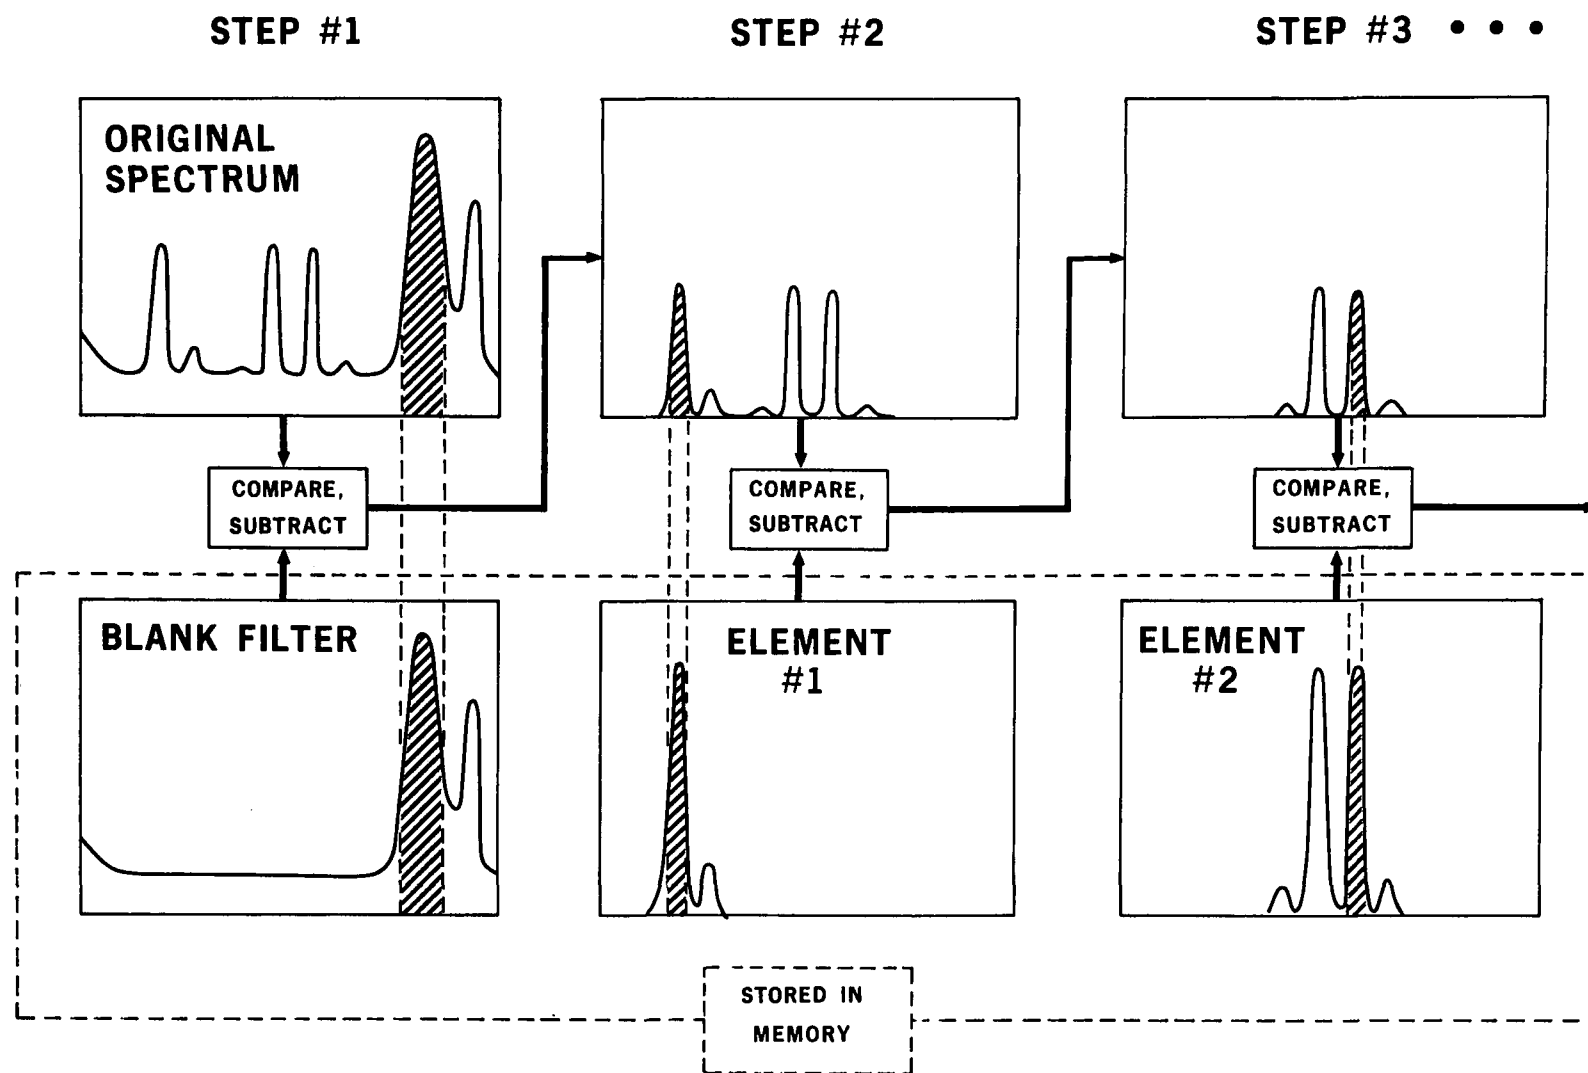 STEP #1
STEP #2
STEP #3 • • •
ORIGINAL
SPECTRUM
COMPARE,
SUBTRACT
COMPARE,
SUBTRACT
COMPARE,
SUBTRACT
BLANK FILTER
ELEMENT
#1
ELEMENT
#2
STORED IN
MEMORY